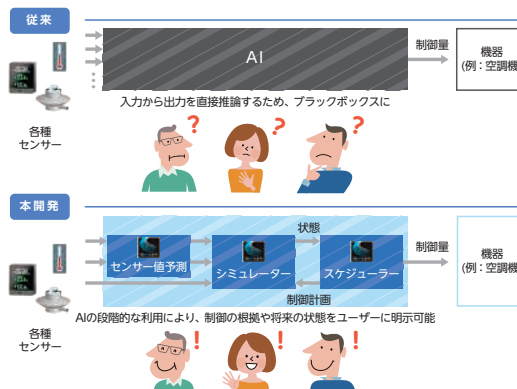 従来
AI
制御量
機器
(例：空調機
入力から出力を直接推論するため、ブラックボックスに
各種
センサー
? ? ?
本開発
状態
センサー値予測
シミュレーター
スケジューラー
制御量
機器
(例：空調機
制御計画
AIの段階的な利用により、制御の根拠や将来の状態をユーザーに明示可能
各種
センサー
! ! !